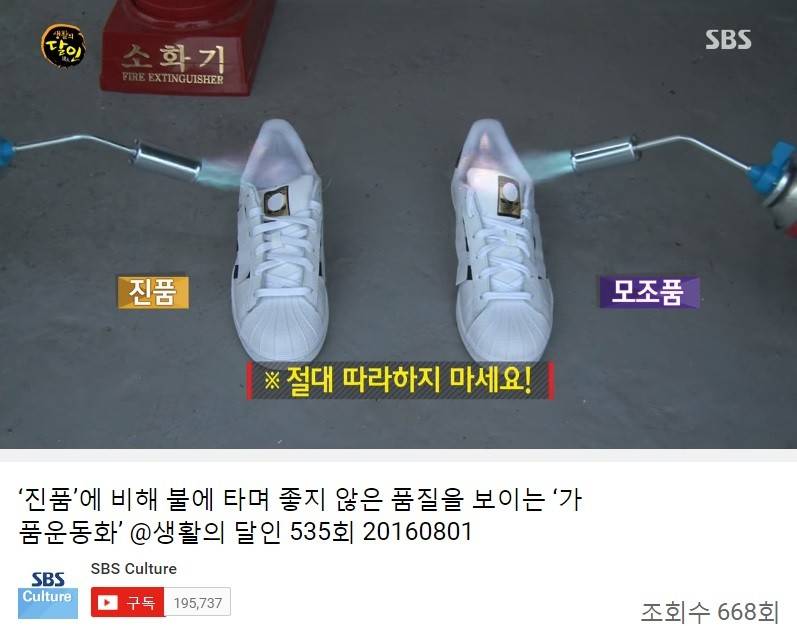 생활의
달인
SBS
소화기
FIRE EXTINGUISHER
진품
모조품
※ 절대 따라하지 마세요!
‘진품’에 비해 불에 타며 좋지 않은 품질을 보이는 ‘가
품운동화’ @생활의 달인 535회 20160801
SBS Culture
SBS
Culture
구독
195,737
조회수 668회